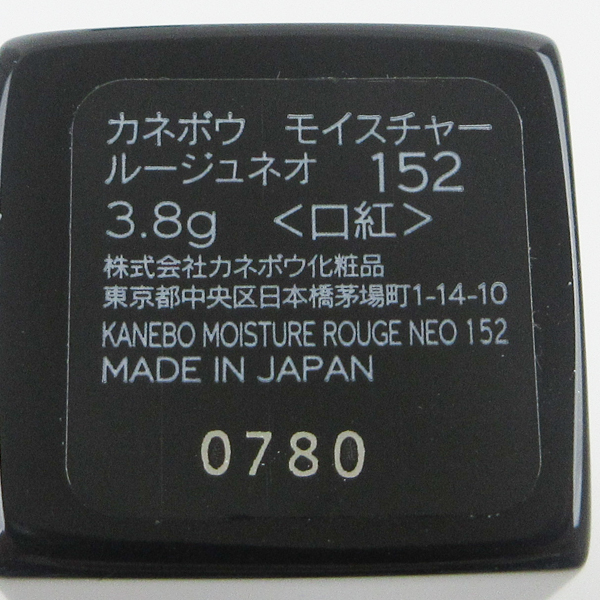 カネボウ　モイスチャー
ルージュネオ　152
3.8g　＜口紅＞
株式会社カネボウ化粧品
東京都中央区日本橋茅場町1-14-10
KANEBO MOISTURE ROUGE NEO 152
MADE IN JAPAN
0780